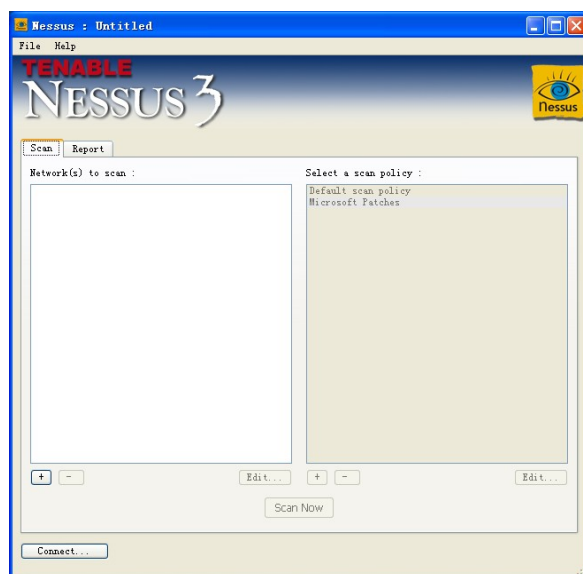 Nessus : Untitled
File Help
TENABLE
NESSUS 3
Nessus
Scan Report
Network(s) to scan :
Select a scan policy :
Default scan policy
Microsoft Patches
+ - Edit... + - Edit...
Scan Now
Connect...